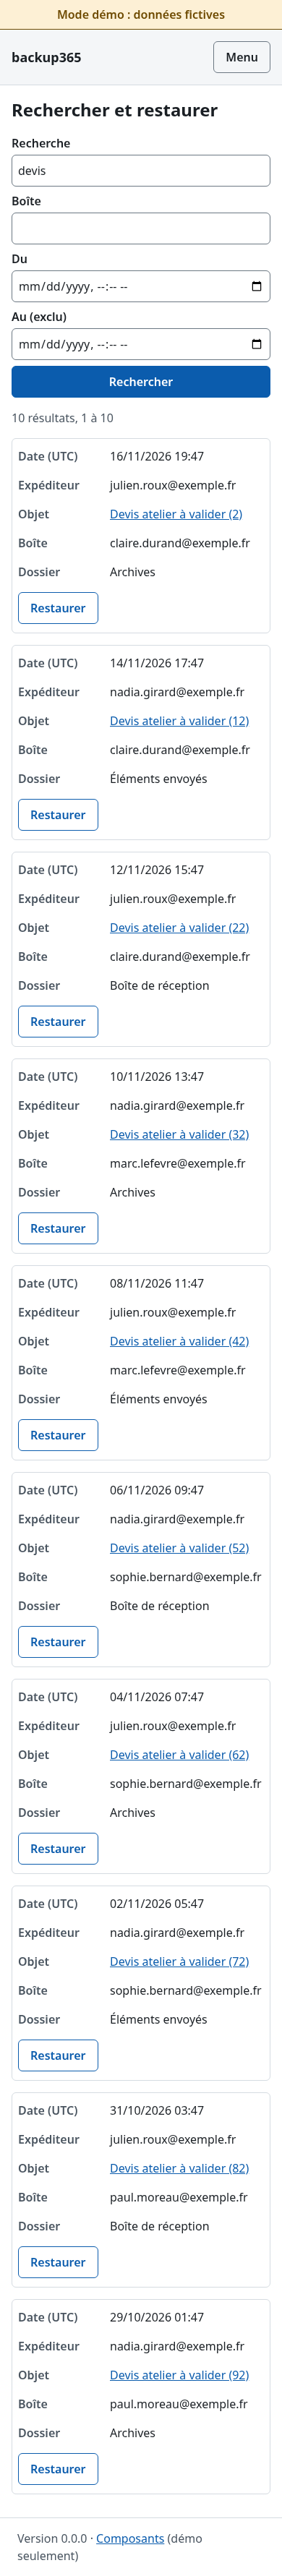 Mode démo : données fictives
backup365
Menu
Rechercher et restaurer
Recherche
devis
Boîte
Du
mm/dd/yyyy, --:-- --
Au (exclu)
mm/dd/yyyy, --:-- --
Rechercher
10 résultats, 1 à 10
Date (UTC) 16/11/2026 19:47
Expéditeur julien.roux@exemple.fr
Objet Devis atelier à valider (2)
Boîte claire.durand@exemple.fr
Dossier Archives
Restaurer
Date (UTC) 14/11/2026 17:47
Expéditeur nadia.girard@exemple.fr
Objet Devis atelier à valider (12)
Boîte claire.durand@exemple.fr
Dossier Éléments envoyés
Restaurer
Date (UTC) 12/11/2026 15:47
Expéditeur julien.roux@exemple.fr
Objet Devis atelier à valider (22)
Boîte claire.durand@exemple.fr
Dossier Boîte de réception
Restaurer
Date (UTC) 10/11/2026 13:47
Expéditeur nadia.girard@exemple.fr
Objet Devis atelier à valider (32)
Boîte marc.lefevre@exemple.fr
Dossier Archives
Restaurer
Date (UTC) 08/11/2026 11:47
Expéditeur julien.roux@exemple.fr
Objet Devis atelier à valider (42)
Boîte marc.lefevre@exemple.fr
Dossier Éléments envoyés
Restaurer
Date (UTC) 06/11/2026 09:47
Expéditeur nadia.girard@exemple.fr
Objet Devis atelier à valider (52)
Boîte sophie.bernard@exemple.fr
Dossier Boîte de réception
Restaurer
Date (UTC) 04/11/2026 07:47
Expéditeur julien.roux@exemple.fr
Objet Devis atelier à valider (62)
Boîte sophie.bernard@exemple.fr
Dossier Archives
Restaurer
Date (UTC) 02/11/2026 05:47
Expéditeur nadia.girard@exemple.fr
Objet Devis atelier à valider (72)
Boîte sophie.bernard@exemple.fr
Dossier Éléments envoyés
Restaurer
Date (UTC) 31/10/2026 03:47
Expéditeur julien.roux@exemple.fr
Objet Devis atelier à valider (82)
Boîte paul.moreau@exemple.fr
Dossier Boîte de réception
Restaurer
Date (UTC) 29/10/2026 01:47
Expéditeur nadia.girard@exemple.fr
Objet Devis atelier à valider (92)
Boîte paul.moreau@exemple.fr
Dossier Archives
Restaurer
Version 0.0.0 · Composants (démo
seulement)